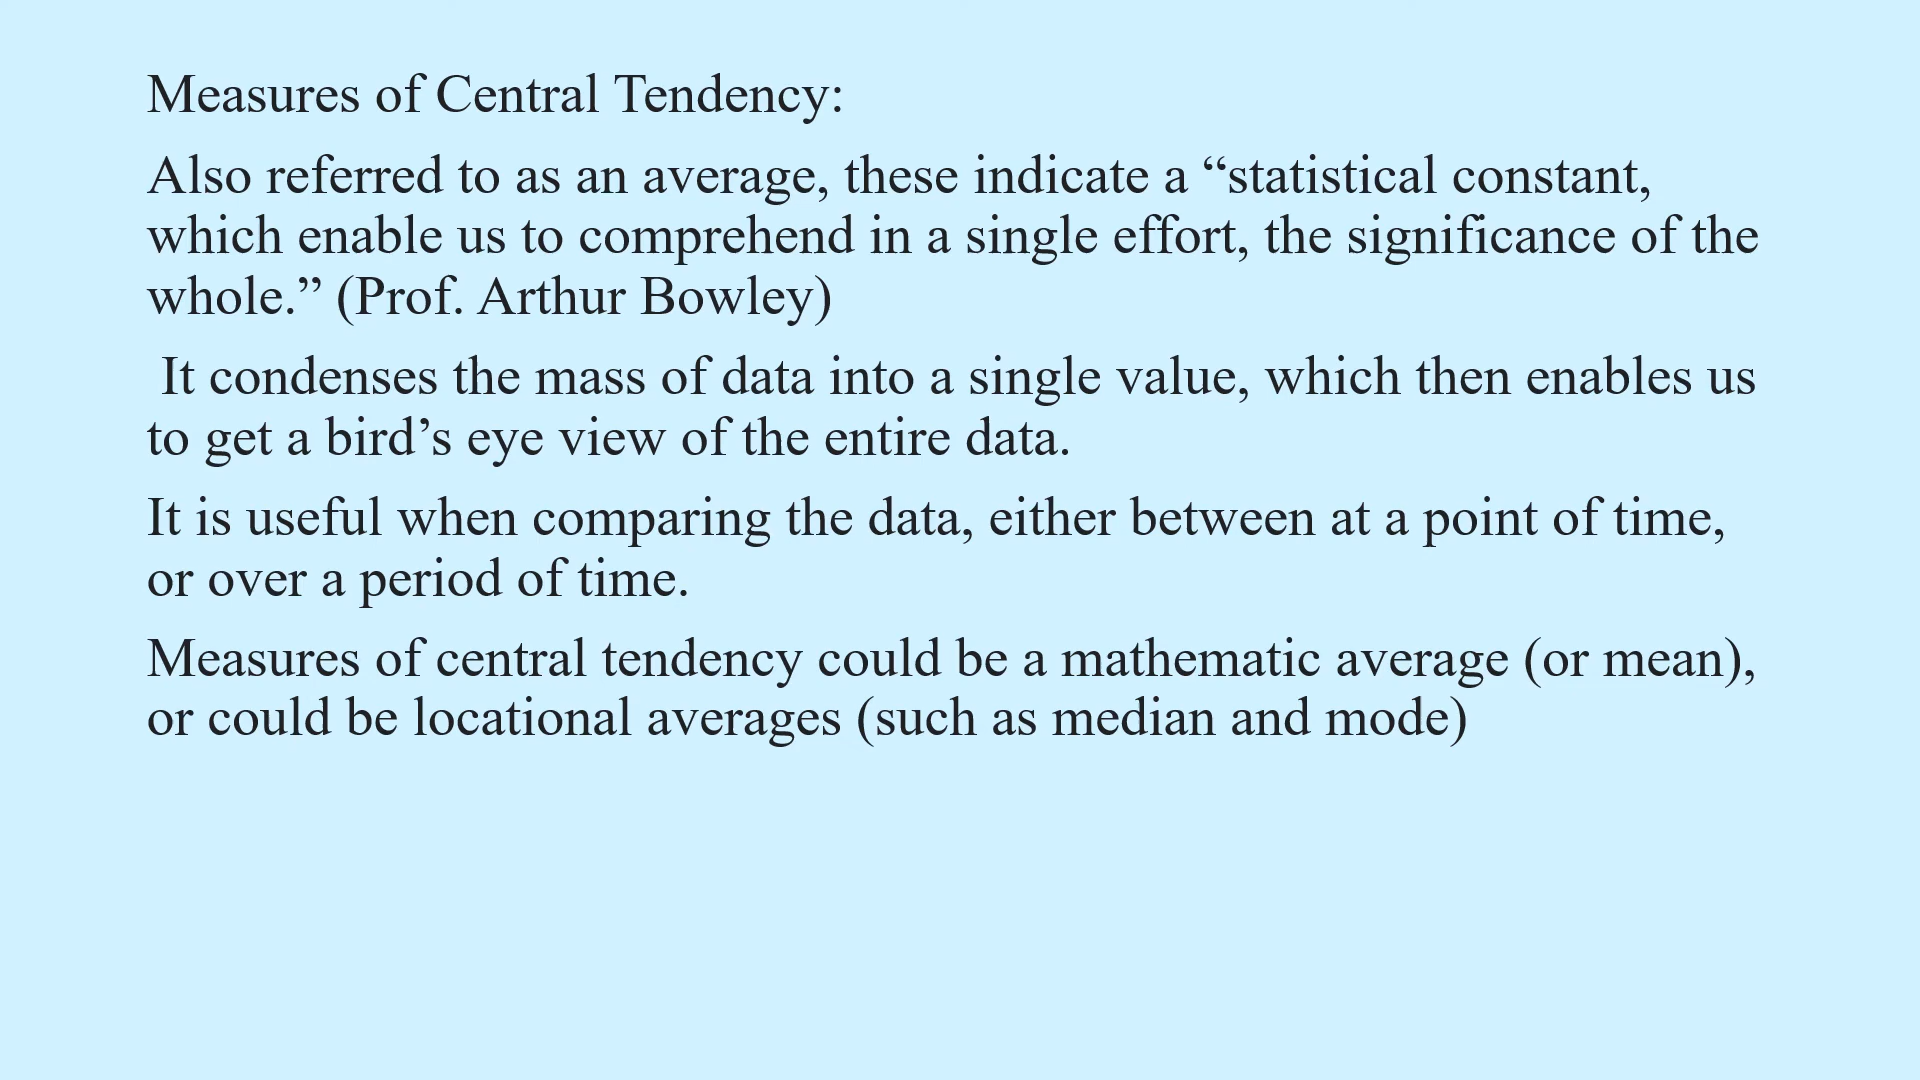 Measures of Central Tendency:
Also referred to as an average, these indicate a “statistical constant,
which enable us to comprehend in a single effort, the significance of the
whole.” (Prof. Arthur Bowley)
It condenses the mass of data into a single value, which then enables us
to get a bird’s eye view of the entire data.
It is useful when comparing the data, either between at a point of time,
or over a period of time.
Measures of central tendency could be a mathematic average (or mean),
or could be locational averages (such as median and mode)